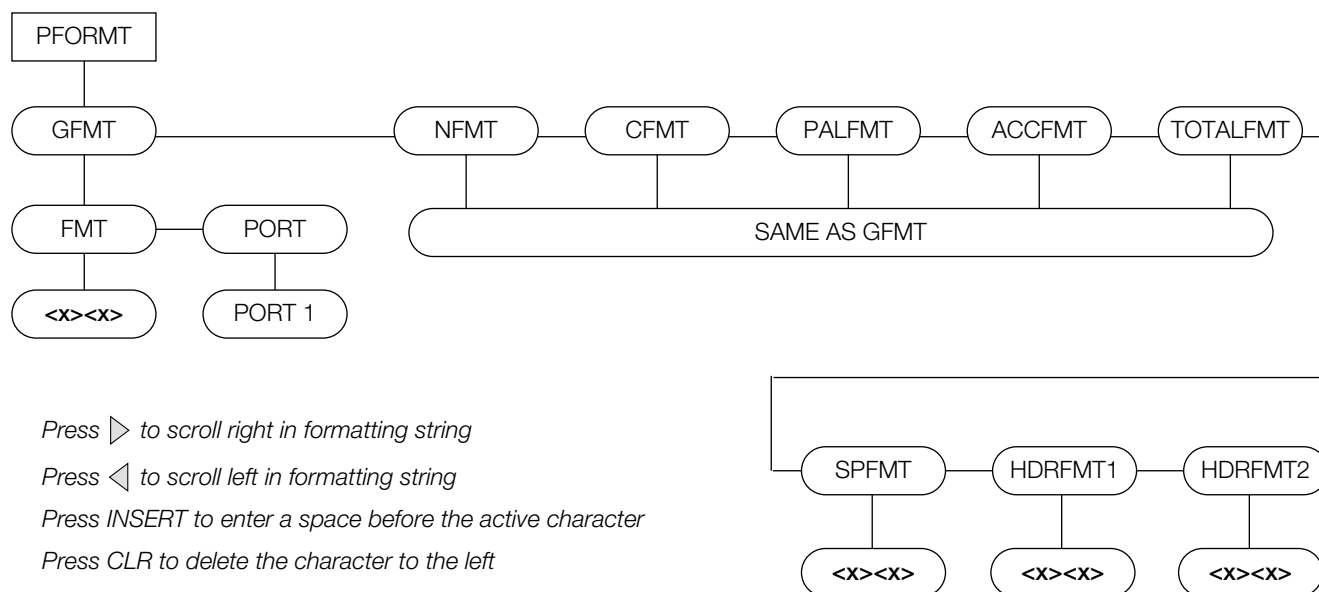 PFORMT
GFMT
NFMT
CFMT
PALFMT
ACCFMT
TOTALFMT
FMT
PORT
SAME AS GFMT
<x><x>
PORT 1
Press ▷ to scroll right in formatting string
Press ◁ to scroll left in formatting string
Press INSERT to enter a space before the active character
Press CLR to delete the character to the left
SPFMT
HDRFMT1
HDRFMT2
<x><x>
<x><x>
<x><x>